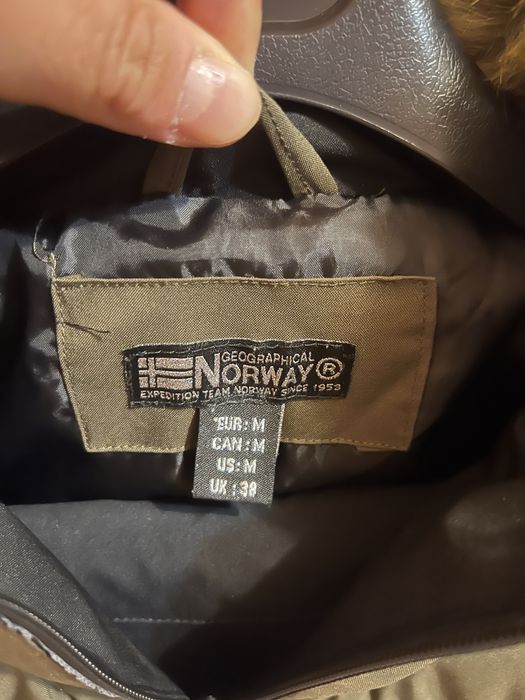 GEOGRAPHICAL
NORWAY®
EXPEDITION TEAM NORWAY SINCE 1953
EUR: M
CAN: M
US: M
UK : 38